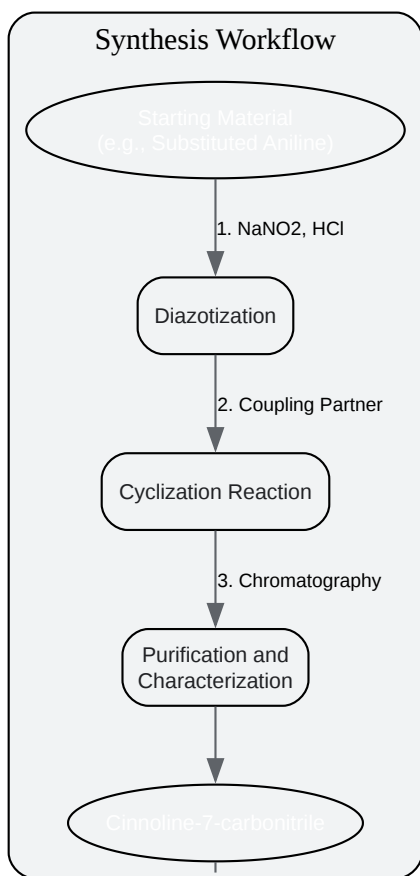 Synthesis Workflow
Starting Material
(e.g., Substituted Aniline)
1. NaNO2, HCl
Diazotization
2. Coupling Partner
Cyclization Reaction
3. Chromatography
Purification and
Characterization
Cinnoline-7-carbonitrile